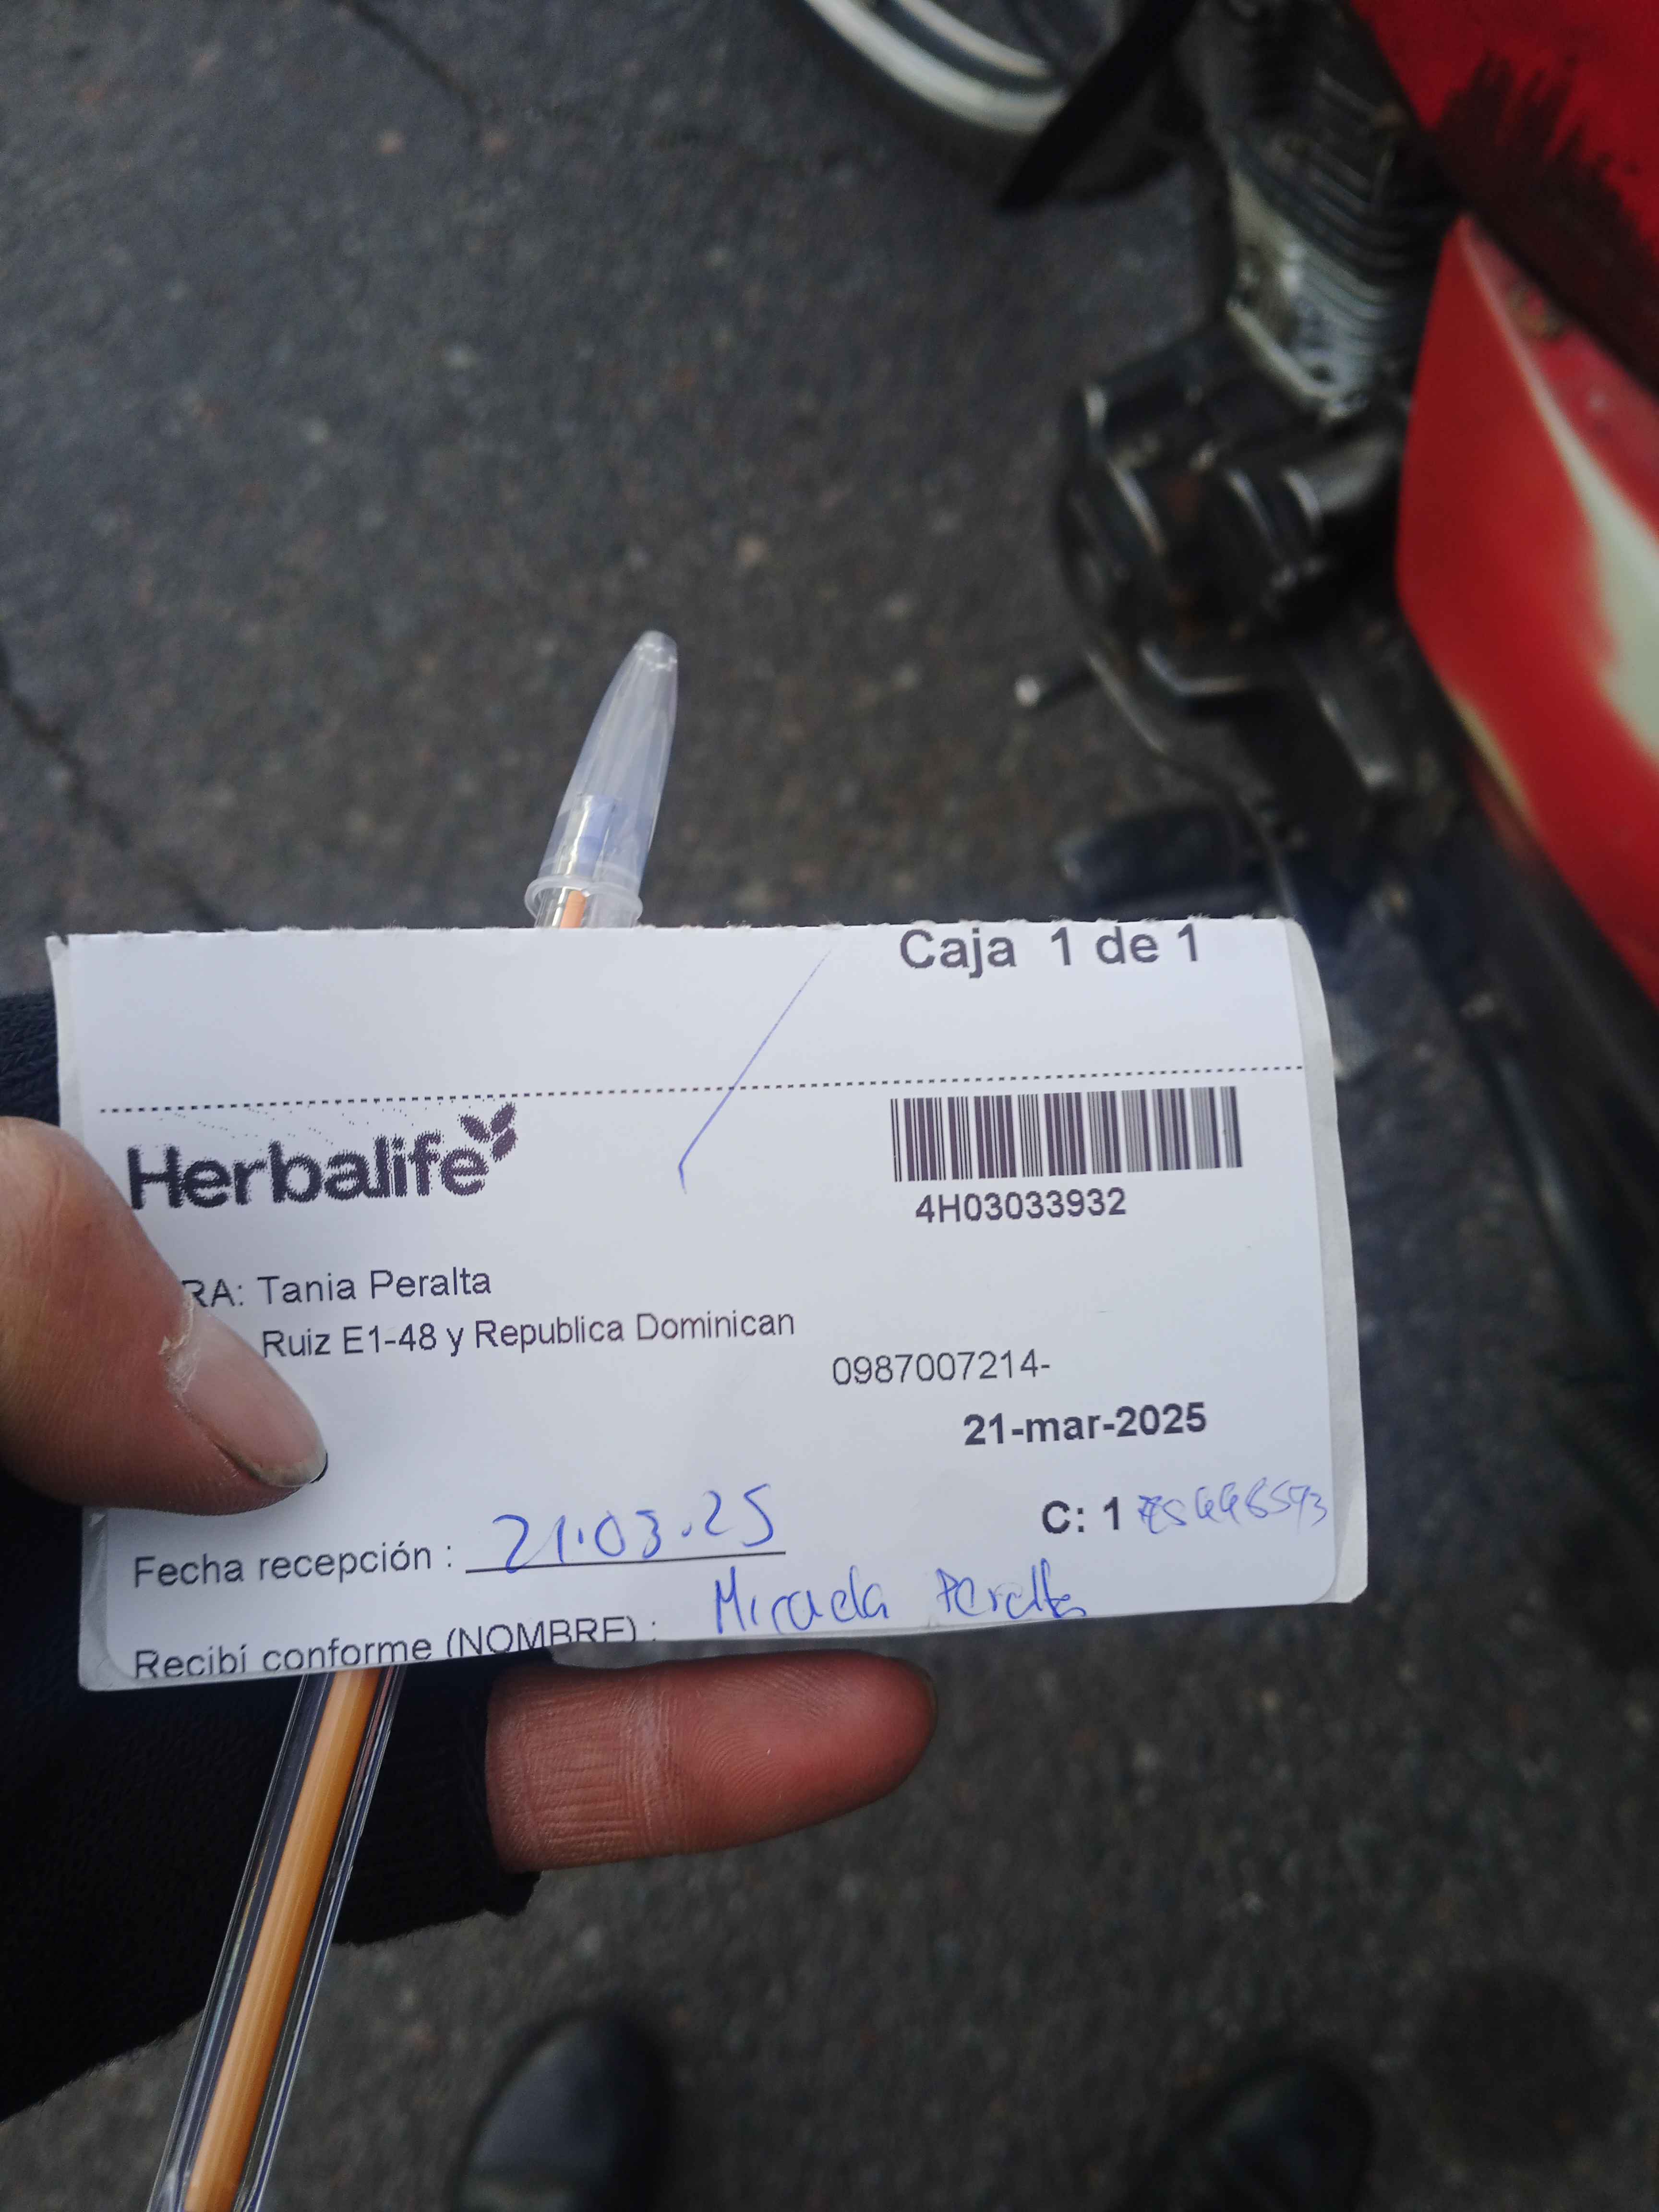 Caja 1 de 1
Herbalife
4H03033932
RA: Tania Peralta
Ruiz E1-48 y Republica Dominican
0987007214-
21-mar-2025
C: 1
Fecha recepción : 21.03.25
Recibí conforme (NOMBRE) : Peralta